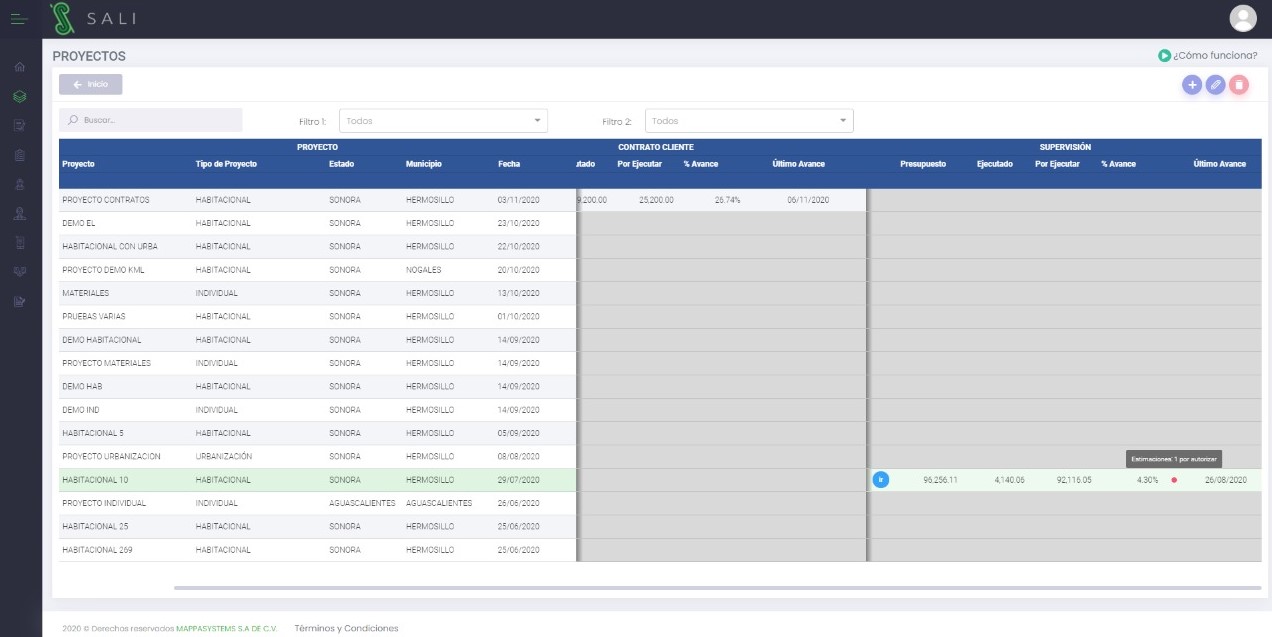 SALI
PROYECTOS
¿Cómo funciona?
Inicio
Buscar...
Filtro 1: Todos Filtro 2: Todos
PROYECTO CONTRATO CLIENTE SUPERVISIÓN
Proyecto Tipo de Proyecto Estado Municipio Fecha utado Por Ejecutar % Avance Último Avance Presupuesto Ejecutado Por Ejecutar % Avance Último Avance
PROYECTO CONTRATOS HABITACIONAL SONORA HERMOSILLO 03/11/2020 9,200.00 25,200.00 26.74% 06/11/2020
DEMO EL HABITACIONAL SONORA HERMOSILLO 23/10/2020
HABITACIONAL CON URBA HABITACIONAL SONORA HERMOSILLO 22/10/2020
PROYECTO DEMO KML HABITACIONAL SONORA NOGALES 20/10/2020
MATERIALES INDIVIDUAL SONORA HERMOSILLO 13/10/2020
PRUEBAS VARIAS HABITACIONAL SONORA HERMOSILLO 01/10/2020
DEMO HABITACIONAL HABITACIONAL SONORA HERMOSILLO 14/09/2020
PROYECTO MATERIALES INDIVIDUAL SONORA HERMOSILLO 14/09/2020
DEMO HAB HABITACIONAL SONORA HERMOSILLO 14/09/2020
DEMO IND INDIVIDUAL SONORA HERMOSILLO 14/09/2020
HABITACIONAL 5 HABITACIONAL SONORA HERMOSILLO 05/09/2020
PROYECTO URBANIZACION URBANIZACIÓN SONORA HERMOSILLO 08/08/2020
Estimaciones: 1 por autorizar
HABITACIONAL 10 HABITACIONAL SONORA HERMOSILLO 29/07/2020 Ir 96,256.11 4,140.06 92,116.05 4.30% 26/08/2020
PROYECTO INDIVIDUAL INDIVIDUAL AGUASCALIENTES AGUASCALIENTES 26/06/2020
HABITACIONAL 25 HABITACIONAL SONORA HERMOSILLO 25/06/2020
HABITACIONAL 269 HABITACIONAL SONORA HERMOSILLO 25/06/2020
2020 © Derechos reservados MAPPASYSTEMS S.A DE C.V. Términos y Condiciones